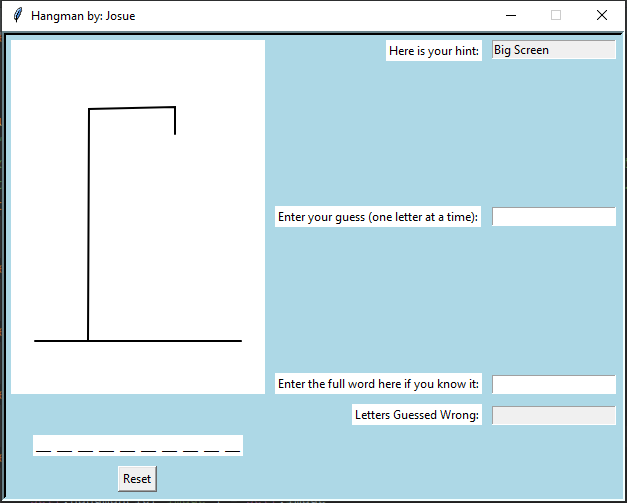 Hangman by: Josue
Here is your hint: Big Screen
Enter your guess (one letter at a time):
Enter the full word here if you know it:
Letters Guessed Wrong:
_ _ _ _ _ _ _ _ _ _
Reset